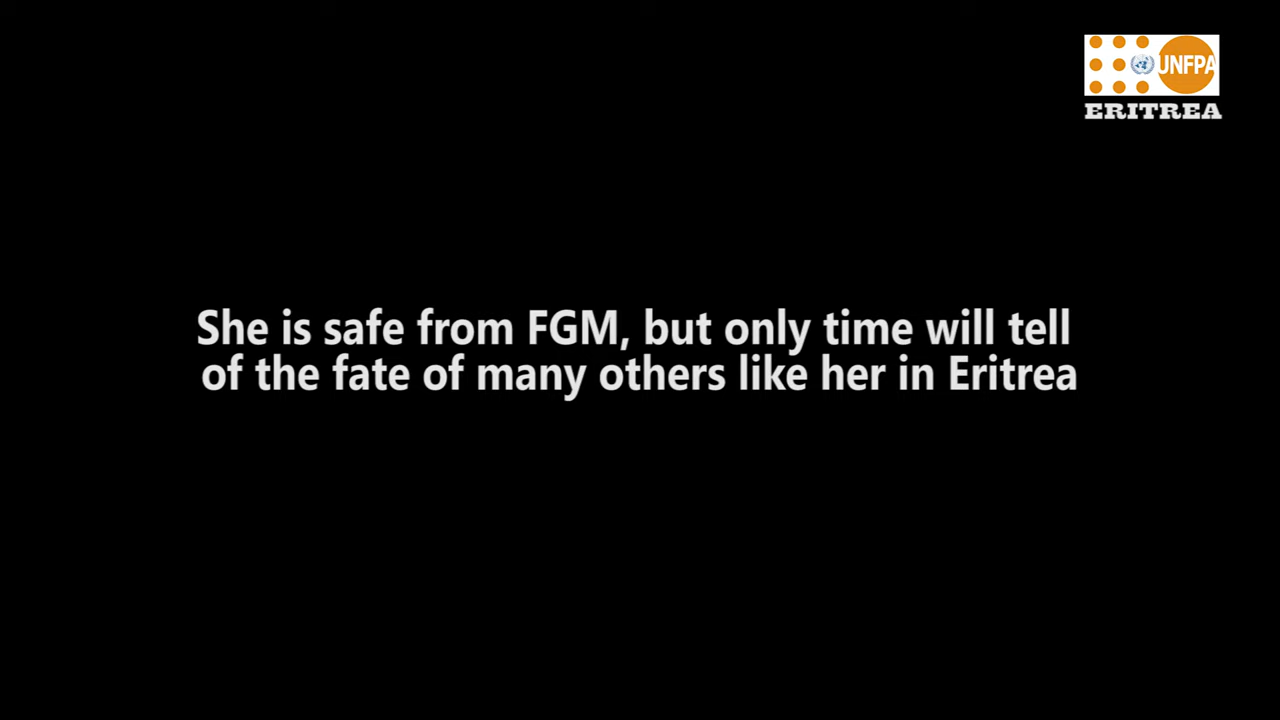 UNFPA
ERITREA
She is safe from FGM, but only time will tell
of the fate of many others like her in Eritrea